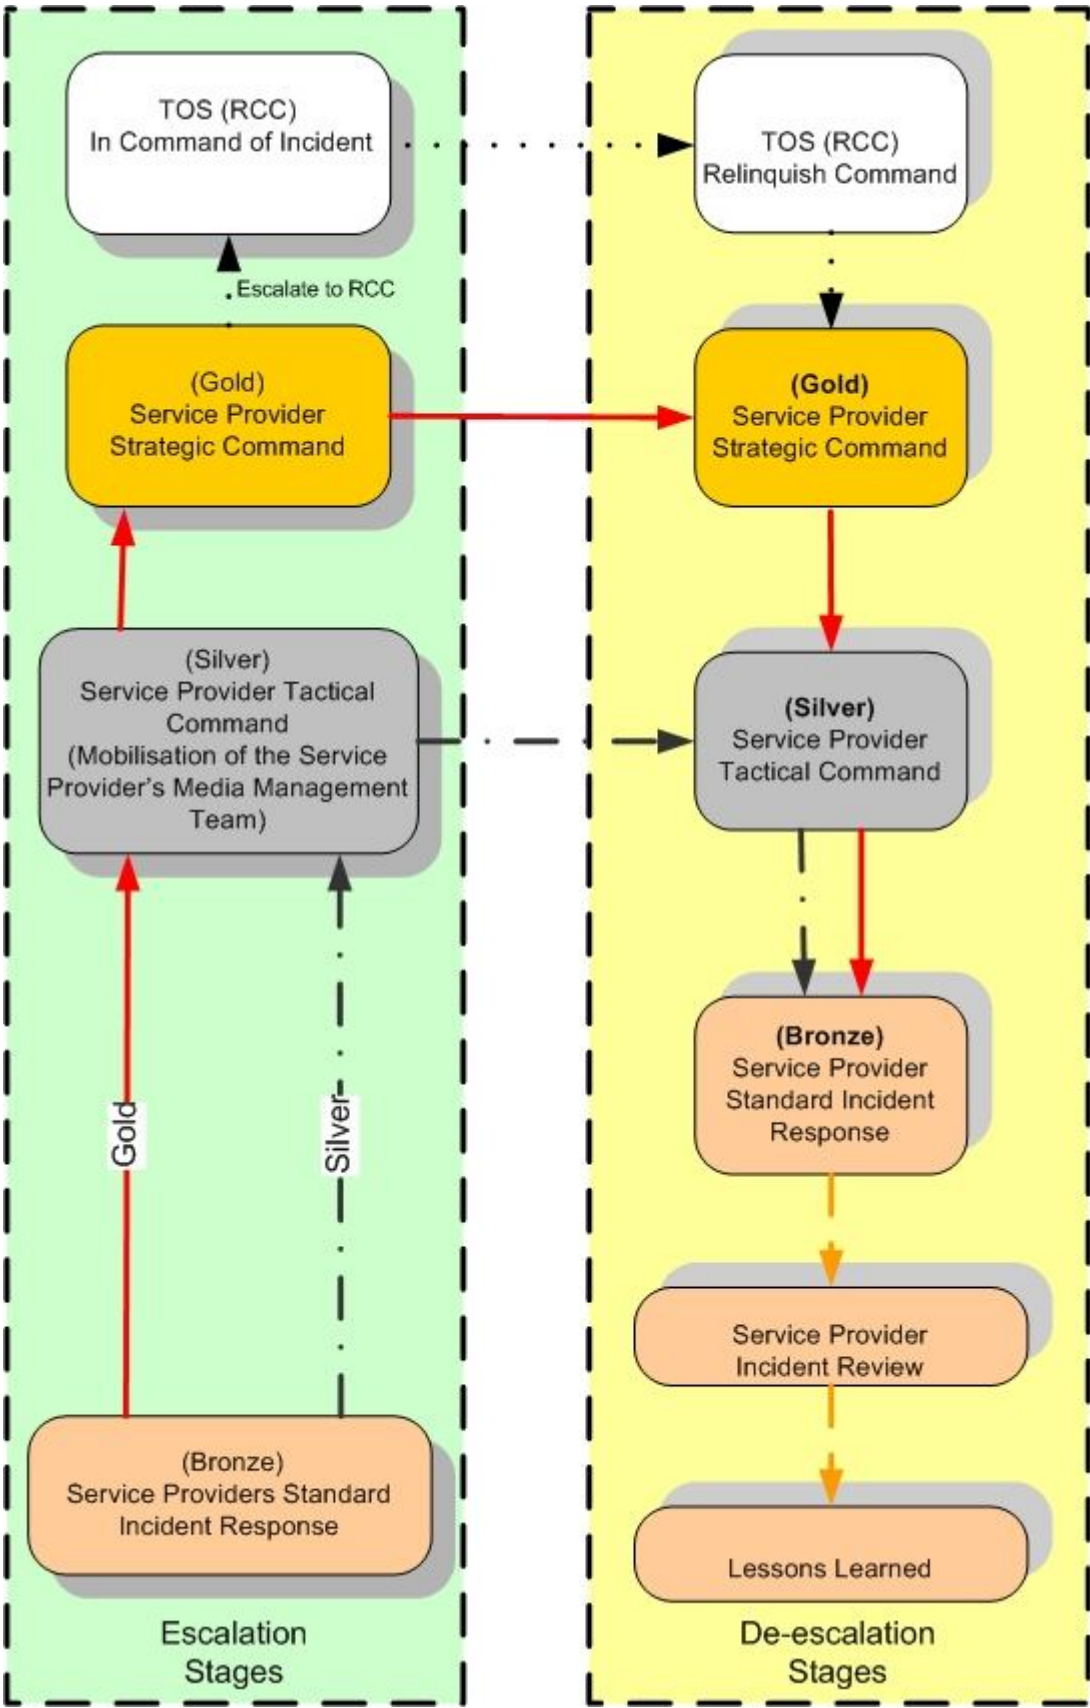 TOS (RCC)
In Command of Incident
Escalate to RCC
(Gold)
Service Provider
Strategic Command
(Silver)
Service Provider Tactical
Command
(Mobilisation of the Service
Provider's Media Management
Team)
Gold
Silver
(Bronze)
Service Providers Standard
Incident Response
Escalation
Stages
TOS (RCC)
Relinquish Command
(Gold)
Service Provider
Strategic Command
(Silver)
Service Provider
Tactical Command
(Bronze)
Service Provider
Standard Incident
Response
Service Provider
Incident Review
Lessons Learned
De-escalation
Stages